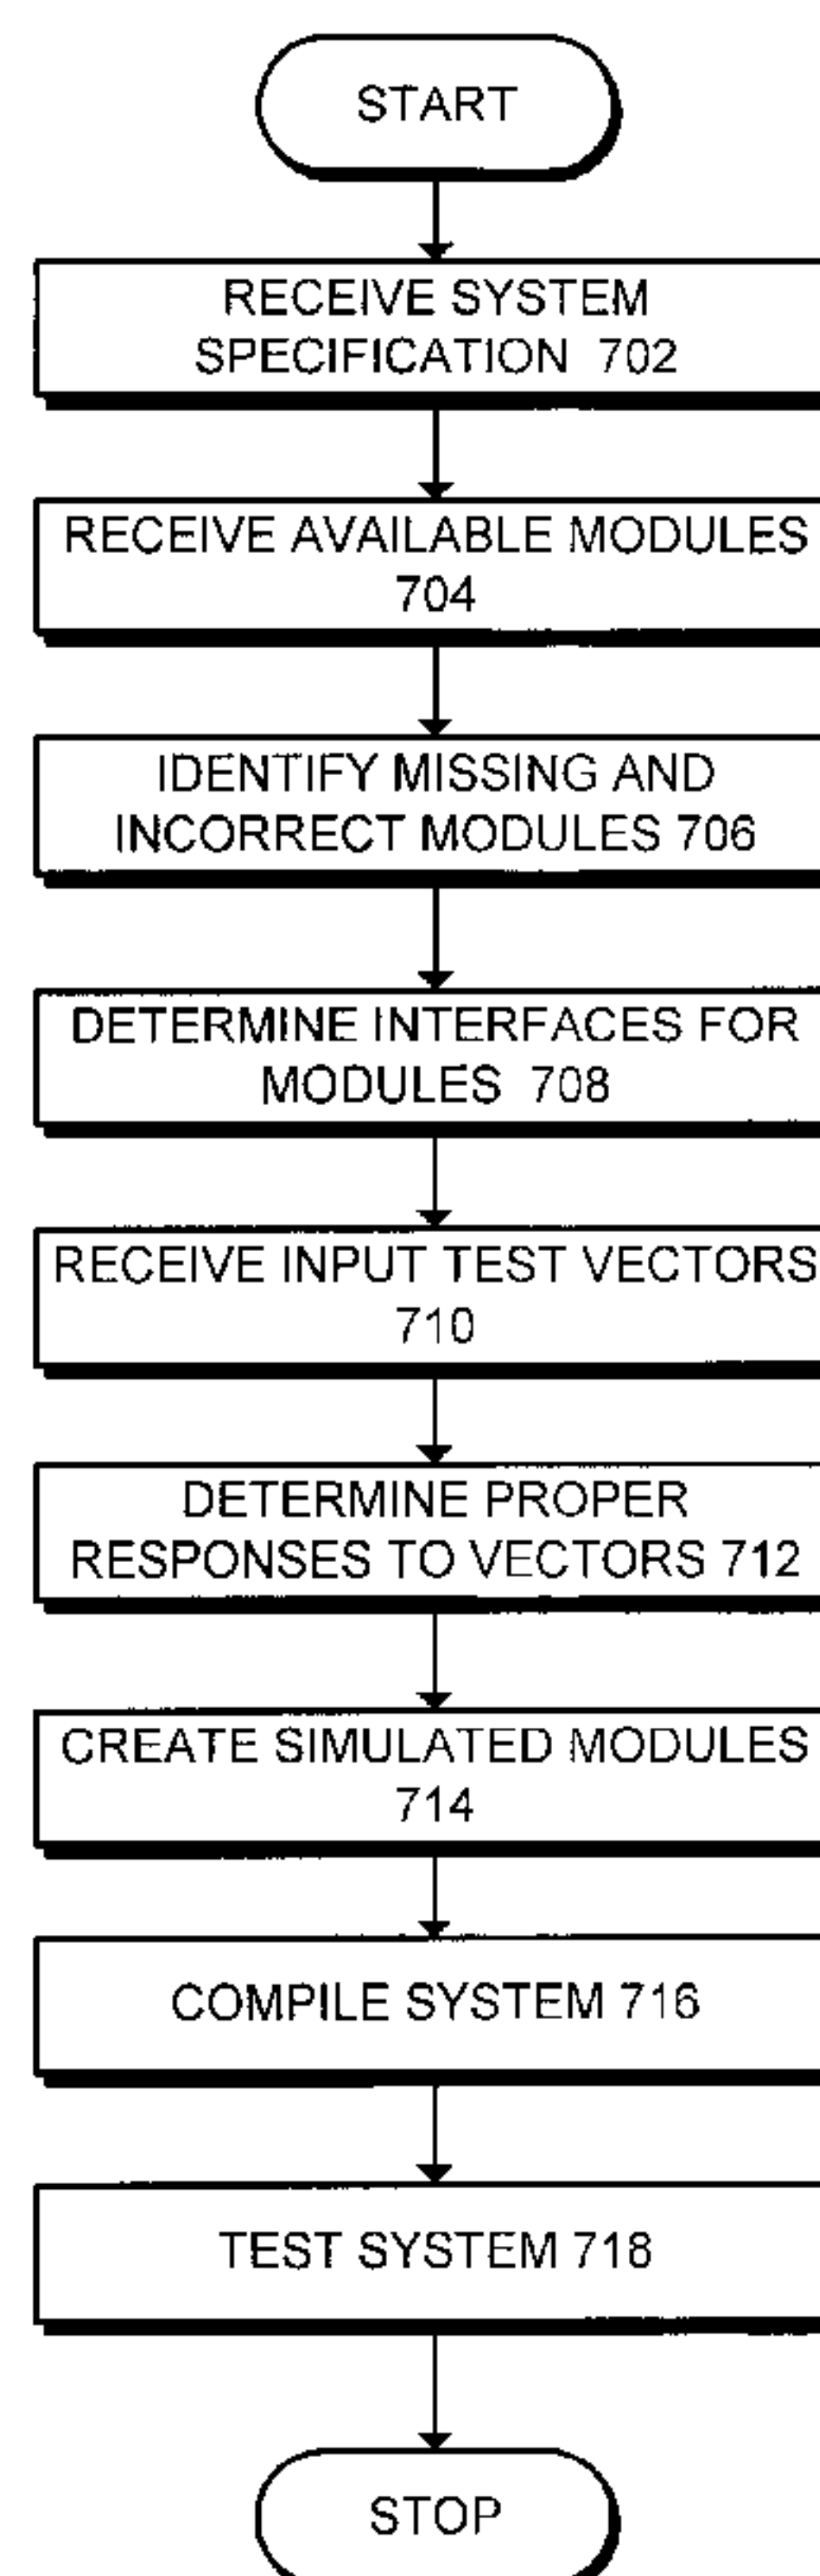 START
RECEIVE SYSTEM
SPECIFICATION 702
RECEIVE AVAILABLE MODULES
704
IDENTIFY MISSING AND
INCORRECT MODULES 706
DETERMINE INTERFACES FOR
MODULES 708
RECEIVE INPUT TEST VECTORS
710
DETERMINE PROPER
RESPONSES TO VECTORS 712
CREATE SIMULATED MODULES
714
COMPILE SYSTEM 716
TEST SYSTEM 718
STOP